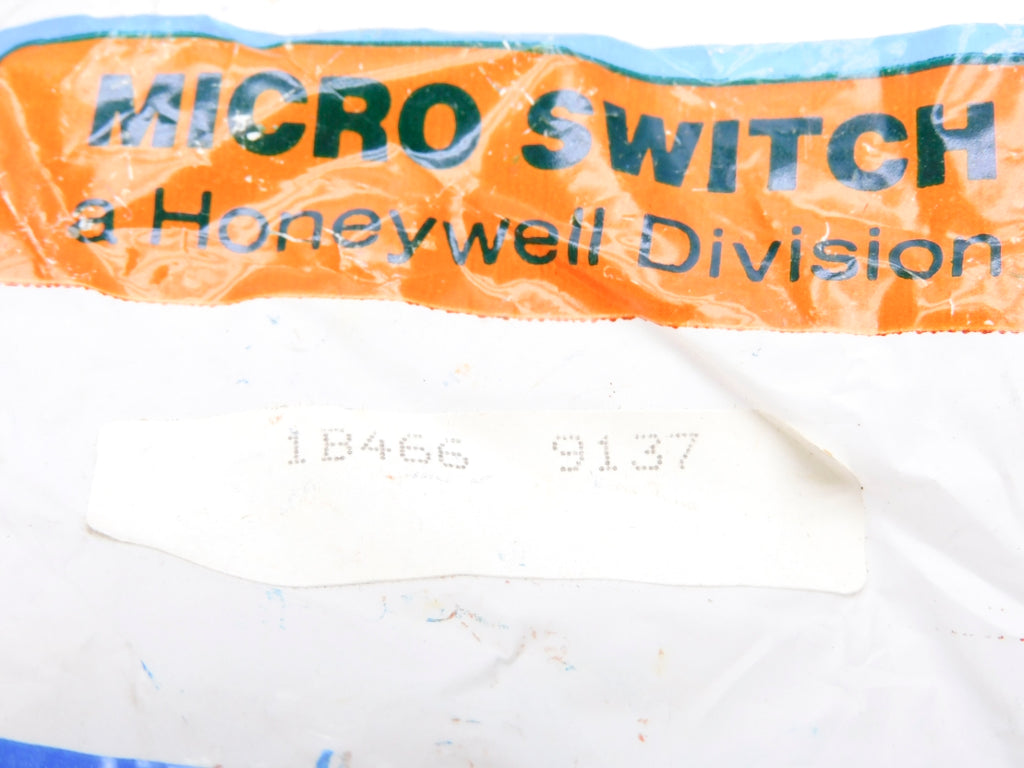 MICRO SWITCH
a Honeywell Division
1B466 9137